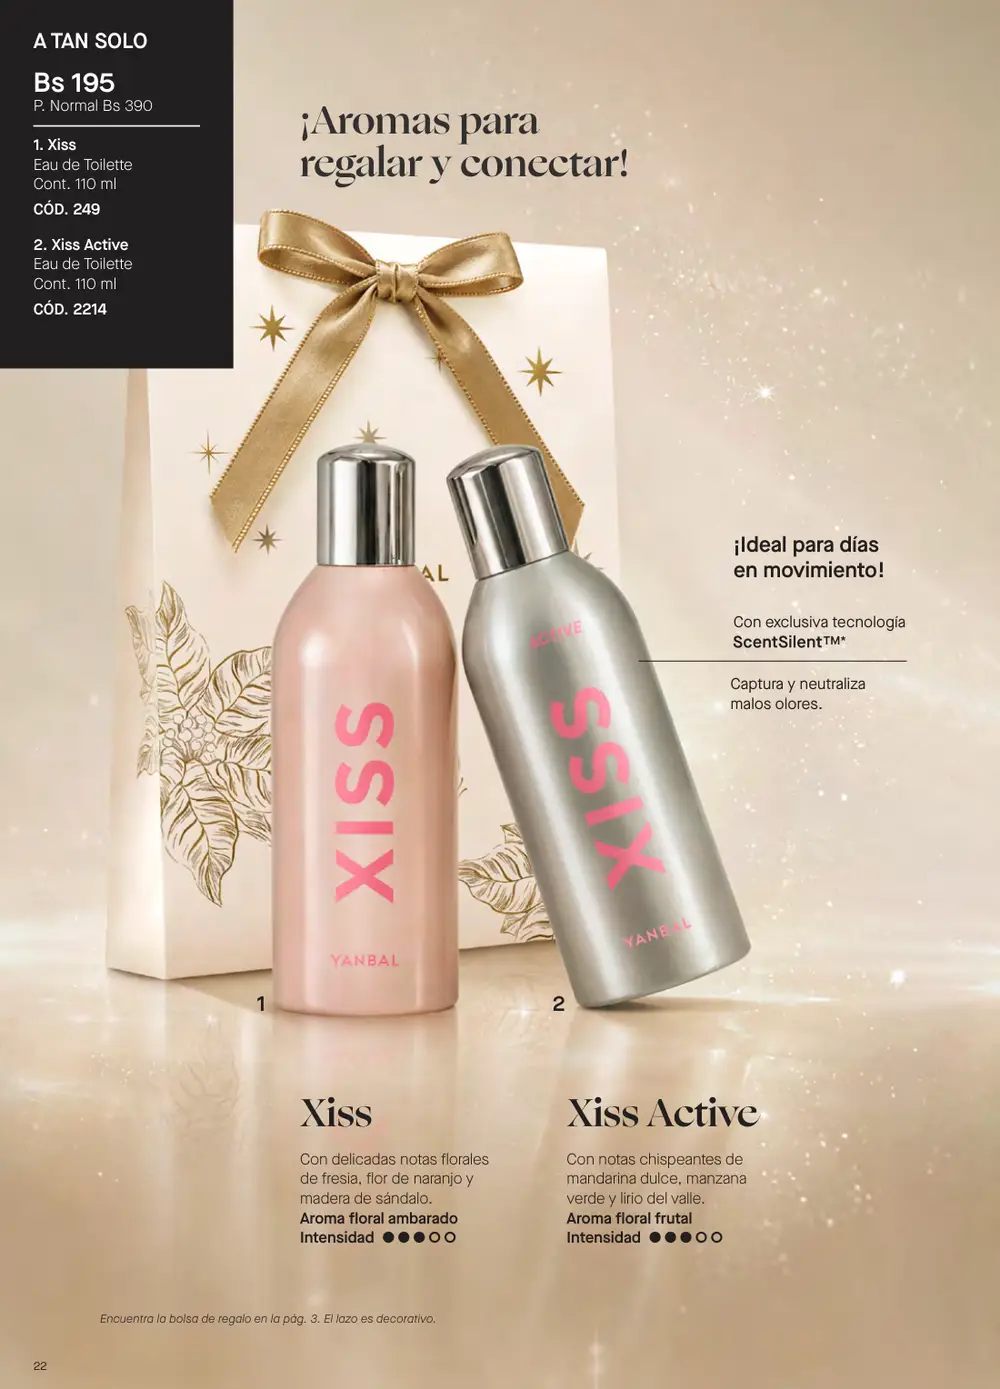 A TAN SOLO
Bs 195
P. Normal Bs 390
1. Xiss
Eau de Toilette
Cont. 110 ml
CÓD. 249
2. Xiss Active
Eau de Toilette
Cont. 110 ml
CÓD. 2214
¡Aromas para
regalar y conectar!
AL
XISS
YANBAL
ACTIVE
XISS
YANBAL
¡Ideal para días
en movimiento!
Con exclusiva tecnología
ScentSilent™*
Captura y neutraliza
malos olores.
1
2
Xiss
Con delicadas notas florales
de fresia, flor de naranjo y
madera de sándalo.
Aroma floral ambarado
Intensidad ●●●○○
Xiss Active
Con notas chispeantes de
mandarina dulce, manzana
verde y lirio del valle.
Aroma floral frutal
Intensidad ●●●○○
Encuentra la bolsa de regalo en la pág. 3. El lazo es decorativo.
22